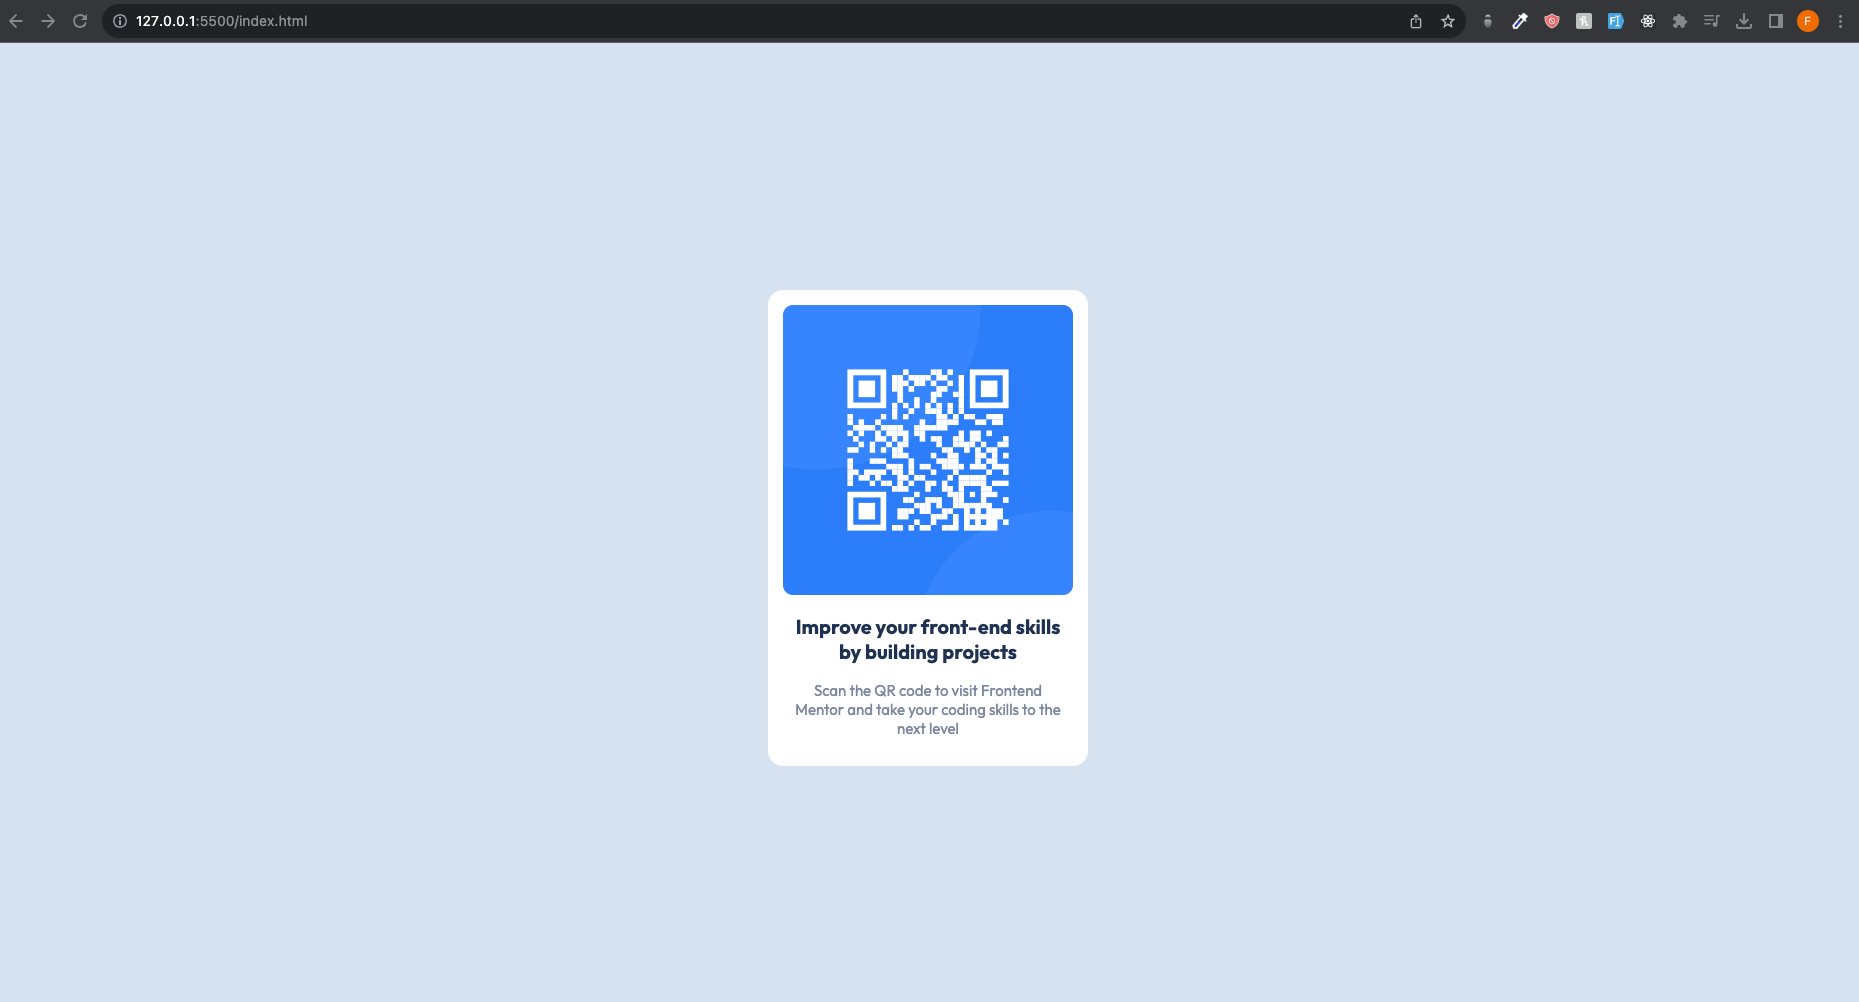 127.0.0.1:5500/index.html
F
Improve your front-end skills
by building projects
Scan the QR code to visit Frontend
Mentor and take your coding skills to the
next level